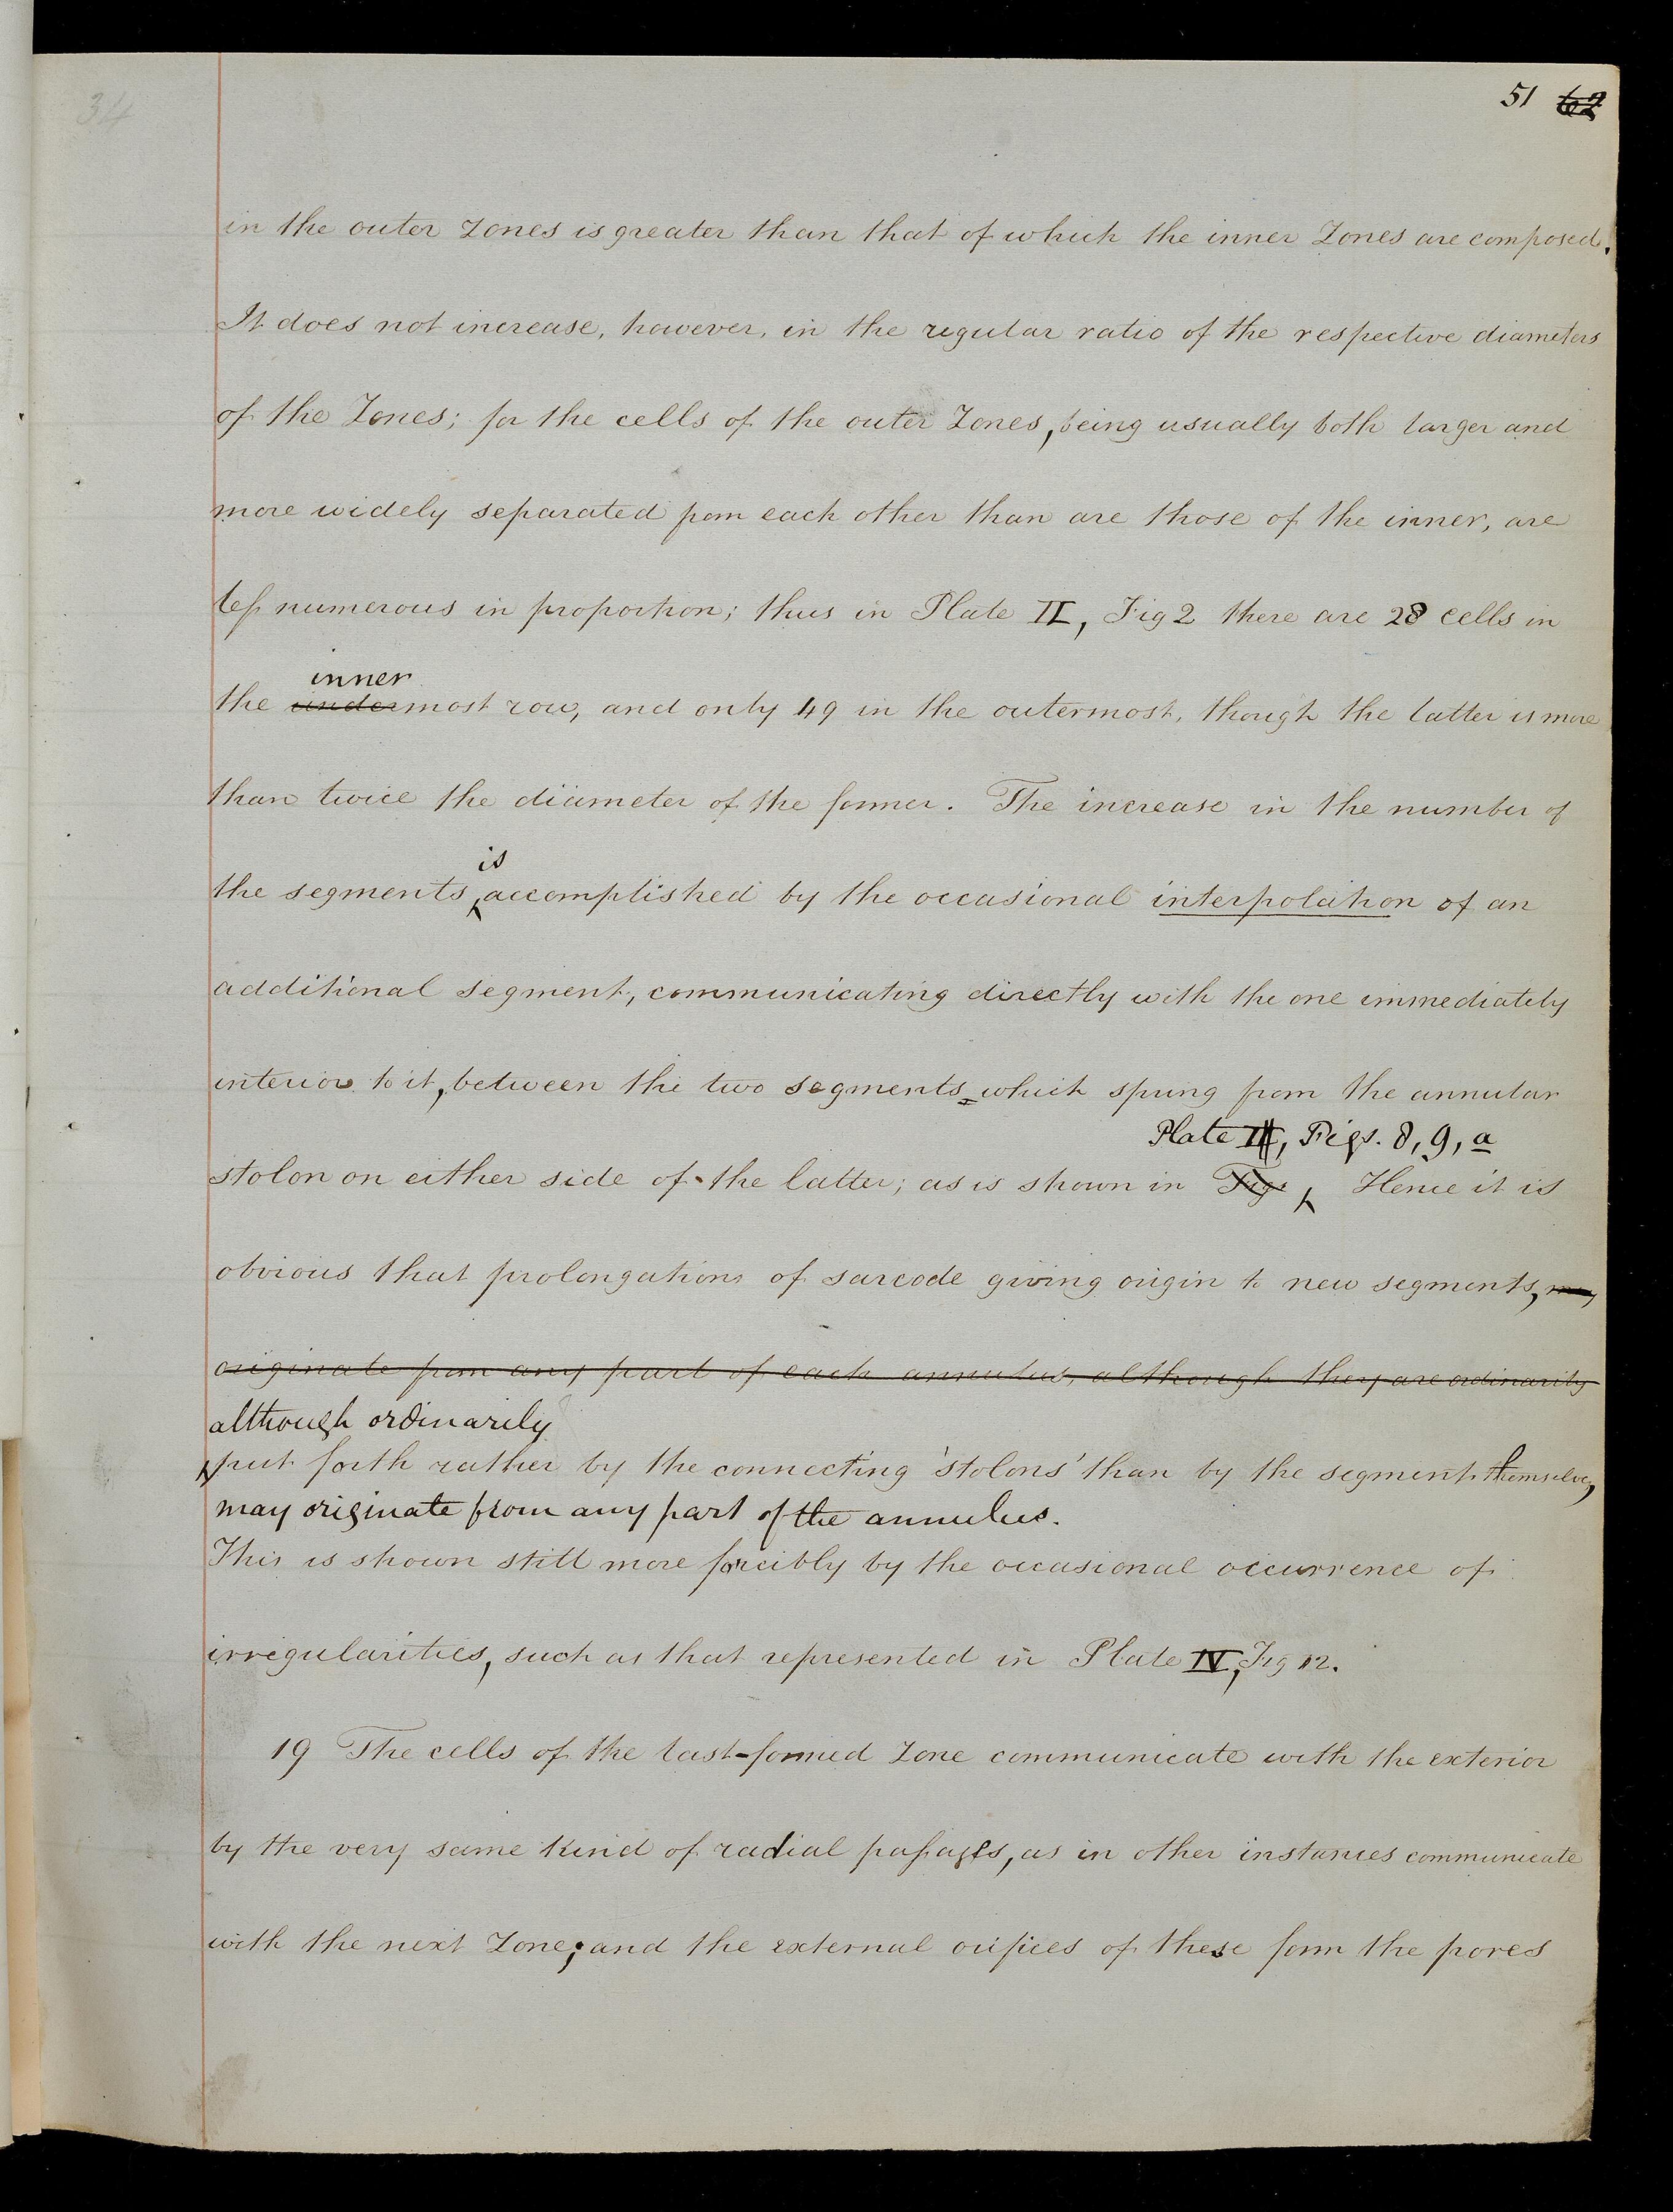 34
51 62
in the outer Zones is greater than that of which the inner Zones are composed.
It does not increase, however, in the regular ratio of the respective diameters
of the Zones; for the cells of the outer Zones, being usually both larger and
more widely separated from each other than are those of the inner, are
less numerous in proportion; thus in Plate II, Fig 2 there are 28 cells in
inner
the undermost row, and only 49 in the outermost, though the latter is more
than twice the diameter of the former. The increase in the number of
is
the segments accomplished by the occasional interpolation of an
additional segment, communicating directly with the one immediately
interior to it, between the two segments which spring from the annular
Plate II, Figs. 8, 9, a
stolon on either side of the latter; as is shown in Figs Hence it is
obvious that prolongations of sarcode giving origin to new segments, may
originate from any part of each annulus, although they are ordinarily
although ordinarily
put forth rather by the connecting 'stolons' than by the segments themselves,
may originate from any part of the annulus.
This is shown still more forcibly by the occasional occurrence of
irregularities, such as that represented in Plate IV, Fig 12.
19 The cells of the last-formed Zone communicate with the exterior
by the very same kind of radial passages, as in other instances communicate
with the next Zone; and the external orifices of these form the pores